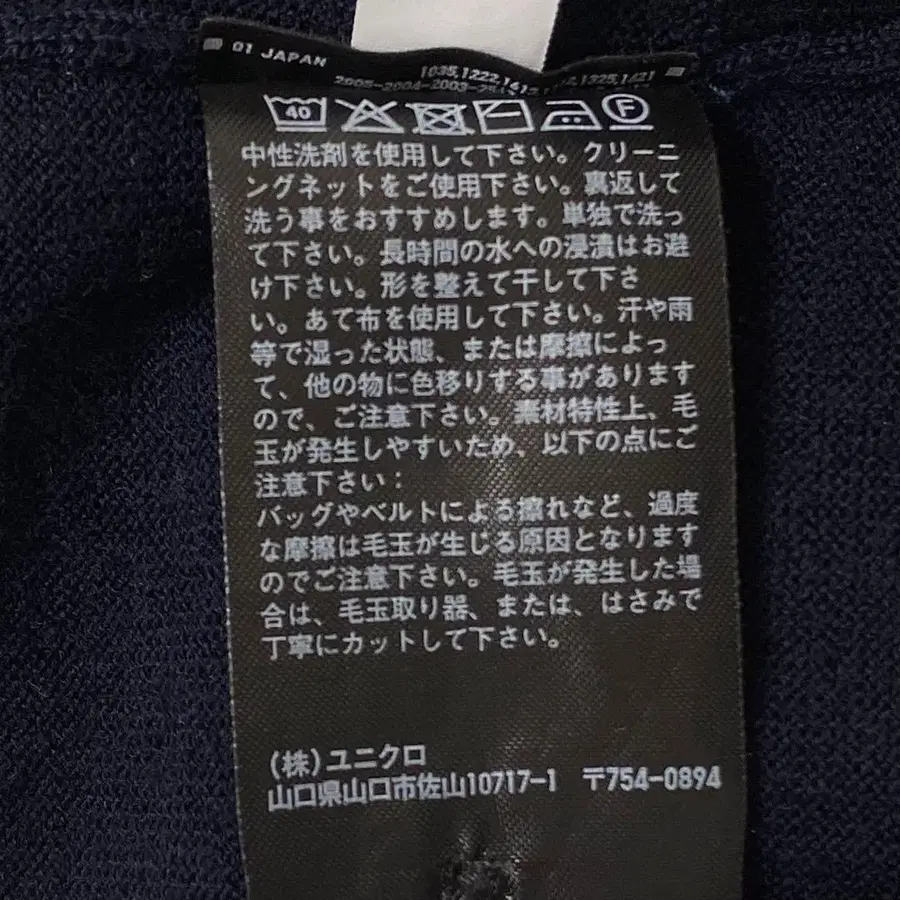 01 JAPAN
1035,1222,1612,1325,1621
2005-2004-2003-
40
F
中性洗剤を使用して下さい。クリーニ
ングネットをご使用下さい。裏返して
洗う事をおすすめします。単独で洗っ
て下さい。長時間の水への浸漬はお避
け下さい。形を整えて干して下さ
い。あて布を使用して下さい。汗や雨
等で湿った状態、または摩擦によっ
て、他の物に色移りする事があります
ので、ご注意下さい。素材特性上、毛
玉が発生しやすいため、以下の点にご
注意下さい:
バッグやベルトによる擦れなど、過度
な摩擦は毛玉が生じる原因となります
のでご注意下さい。毛玉が発生した場
合は、毛玉取り器、または、はさみで
丁寧にカットして下さい。
(株)ユニクロ
山口県山口市佐山10717-1 〒754-0894